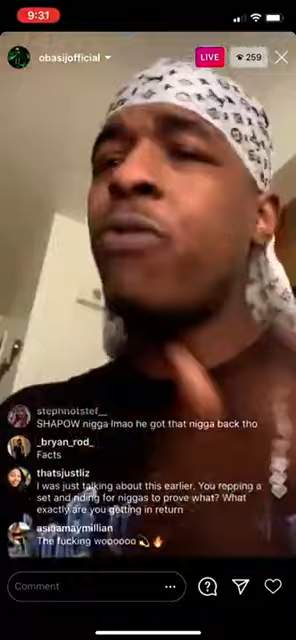 9:31
obasijofficial
LIVE
259
stephnotstef__
SHAPOW nigga lmao he got that nigga back tho
_bryan_rod_
Facts
thatsjustliz
I was just talking about this earlier. You repping a
set and riding for niggas to prove what? What
exactly are you getting in return
asiaamaymillian
The fucking woooooo 💫🔥
Comment